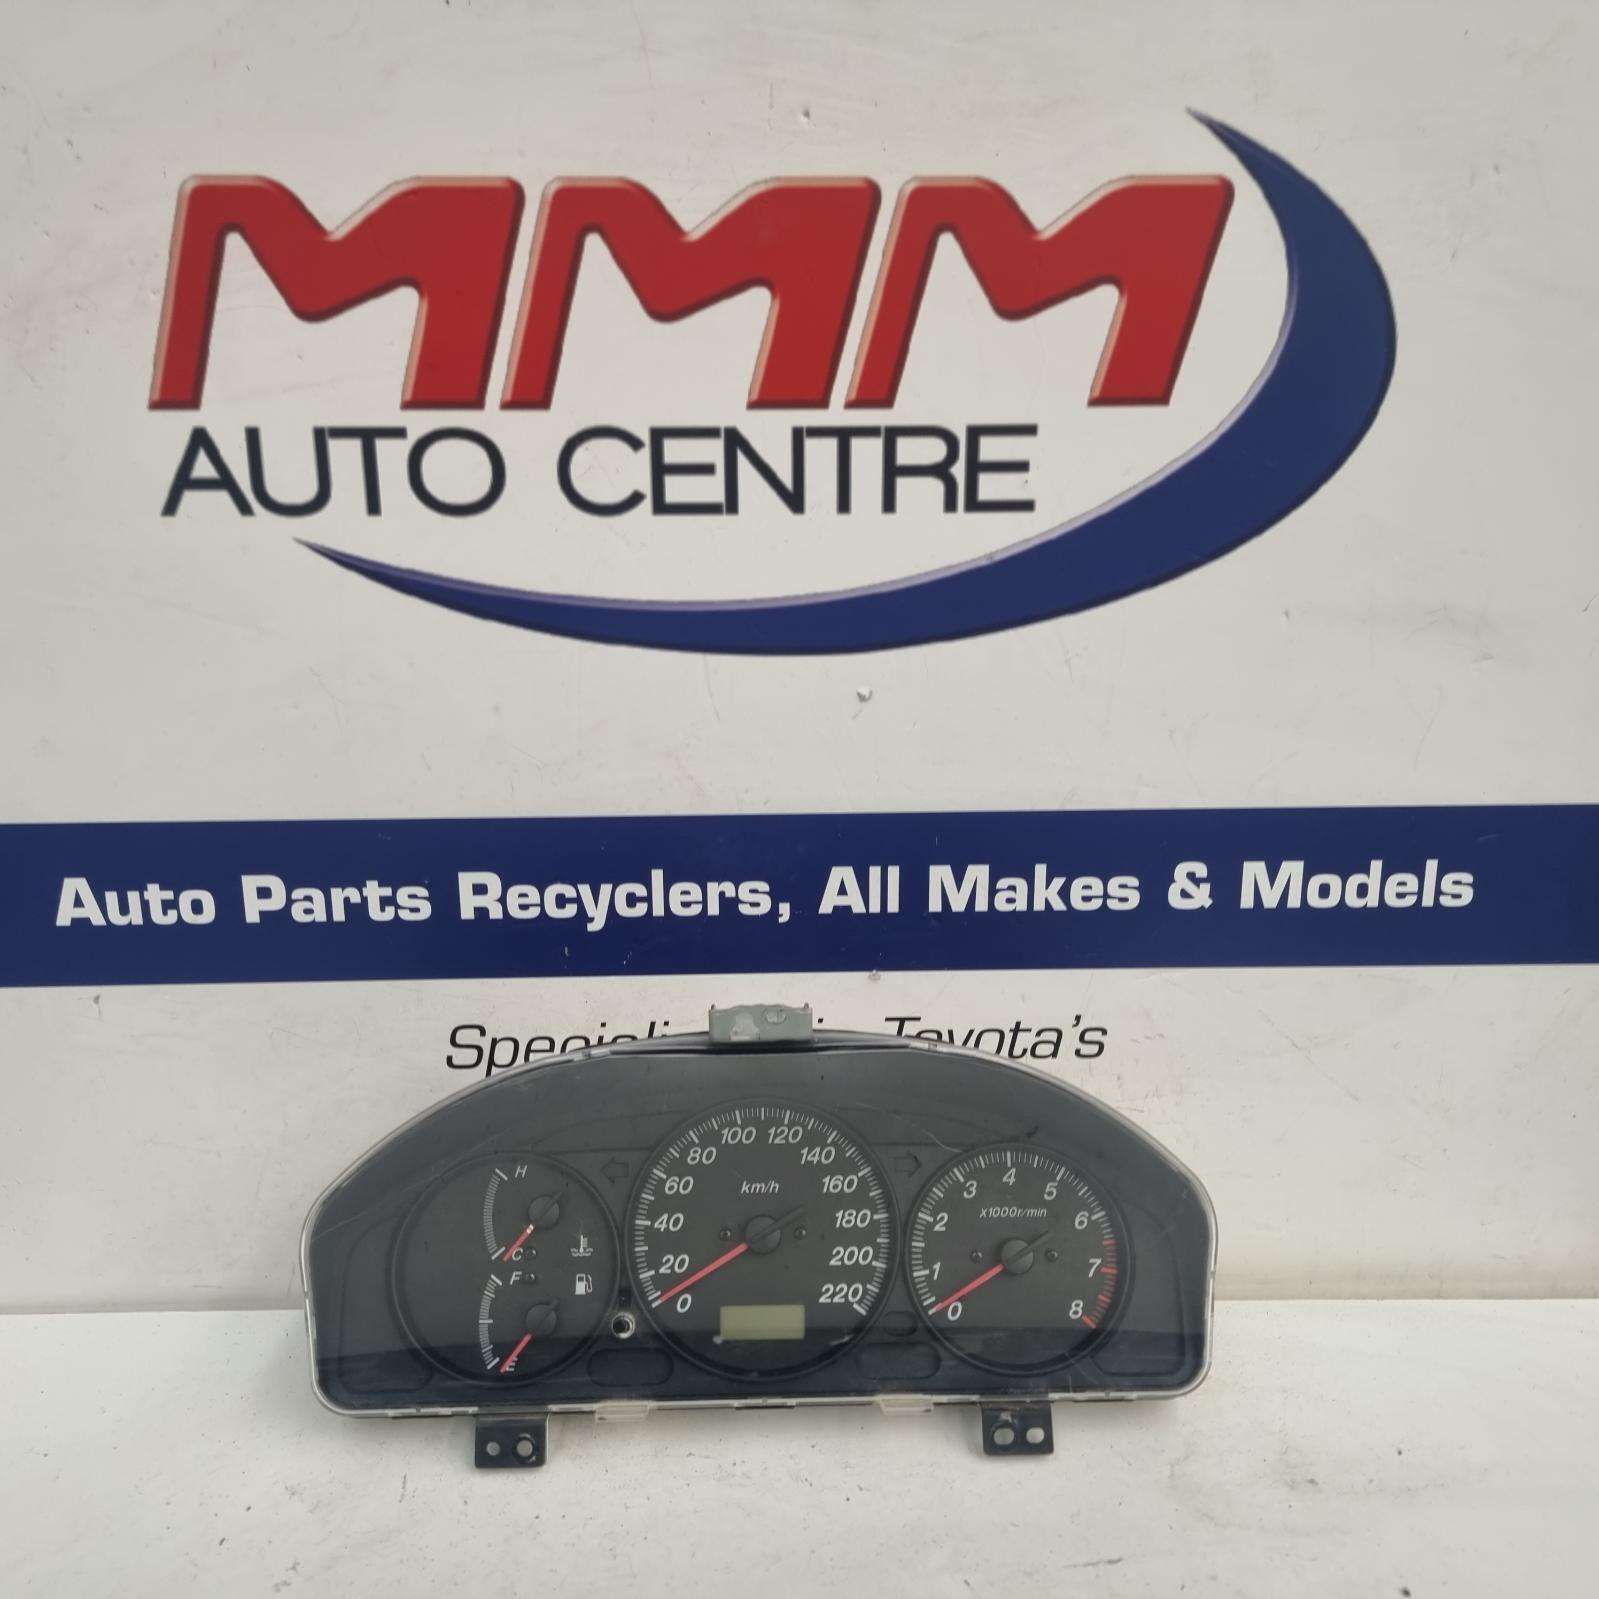 MMM
AUTO CENTRE
Auto Parts Recyclers, All Makes & Models
H
C
F
E
km/h
0 20 40 60 80 100 120 140 160 180 200 220
x1000r/min
0 1 2 3 4 5 6 7 8